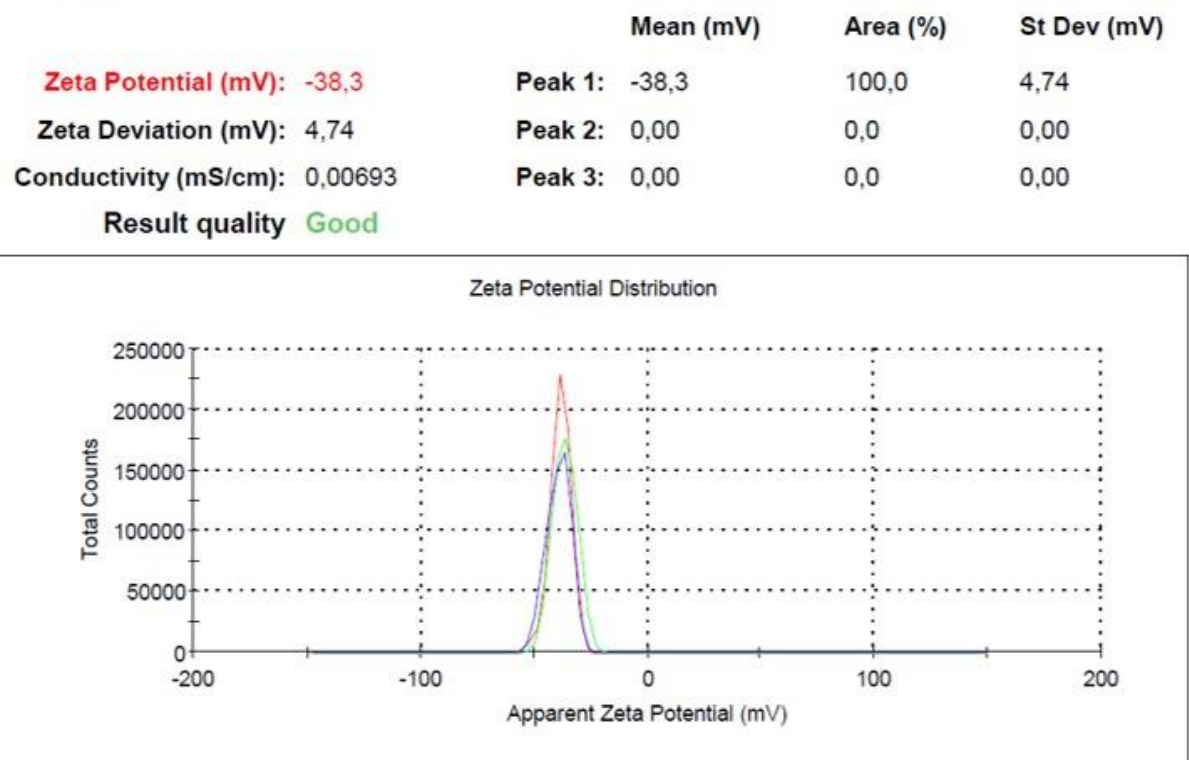 Mean (mV) Area (%) St Dev (mV)
Zeta Potential (mV): -38,3 Peak 1: -38,3 100,0 4,74
Zeta Deviation (mV): 4,74 Peak 2: 0,00 0,0 0,00
Conductivity (mS/cm): 0,00693 Peak 3: 0,00 0,0 0,00
Result quality Good
Zeta Potential Distribution
250000
200000
150000
100000
50000
0
Total Counts
-200 -100 0 100 200
Apparent Zeta Potential (mV)